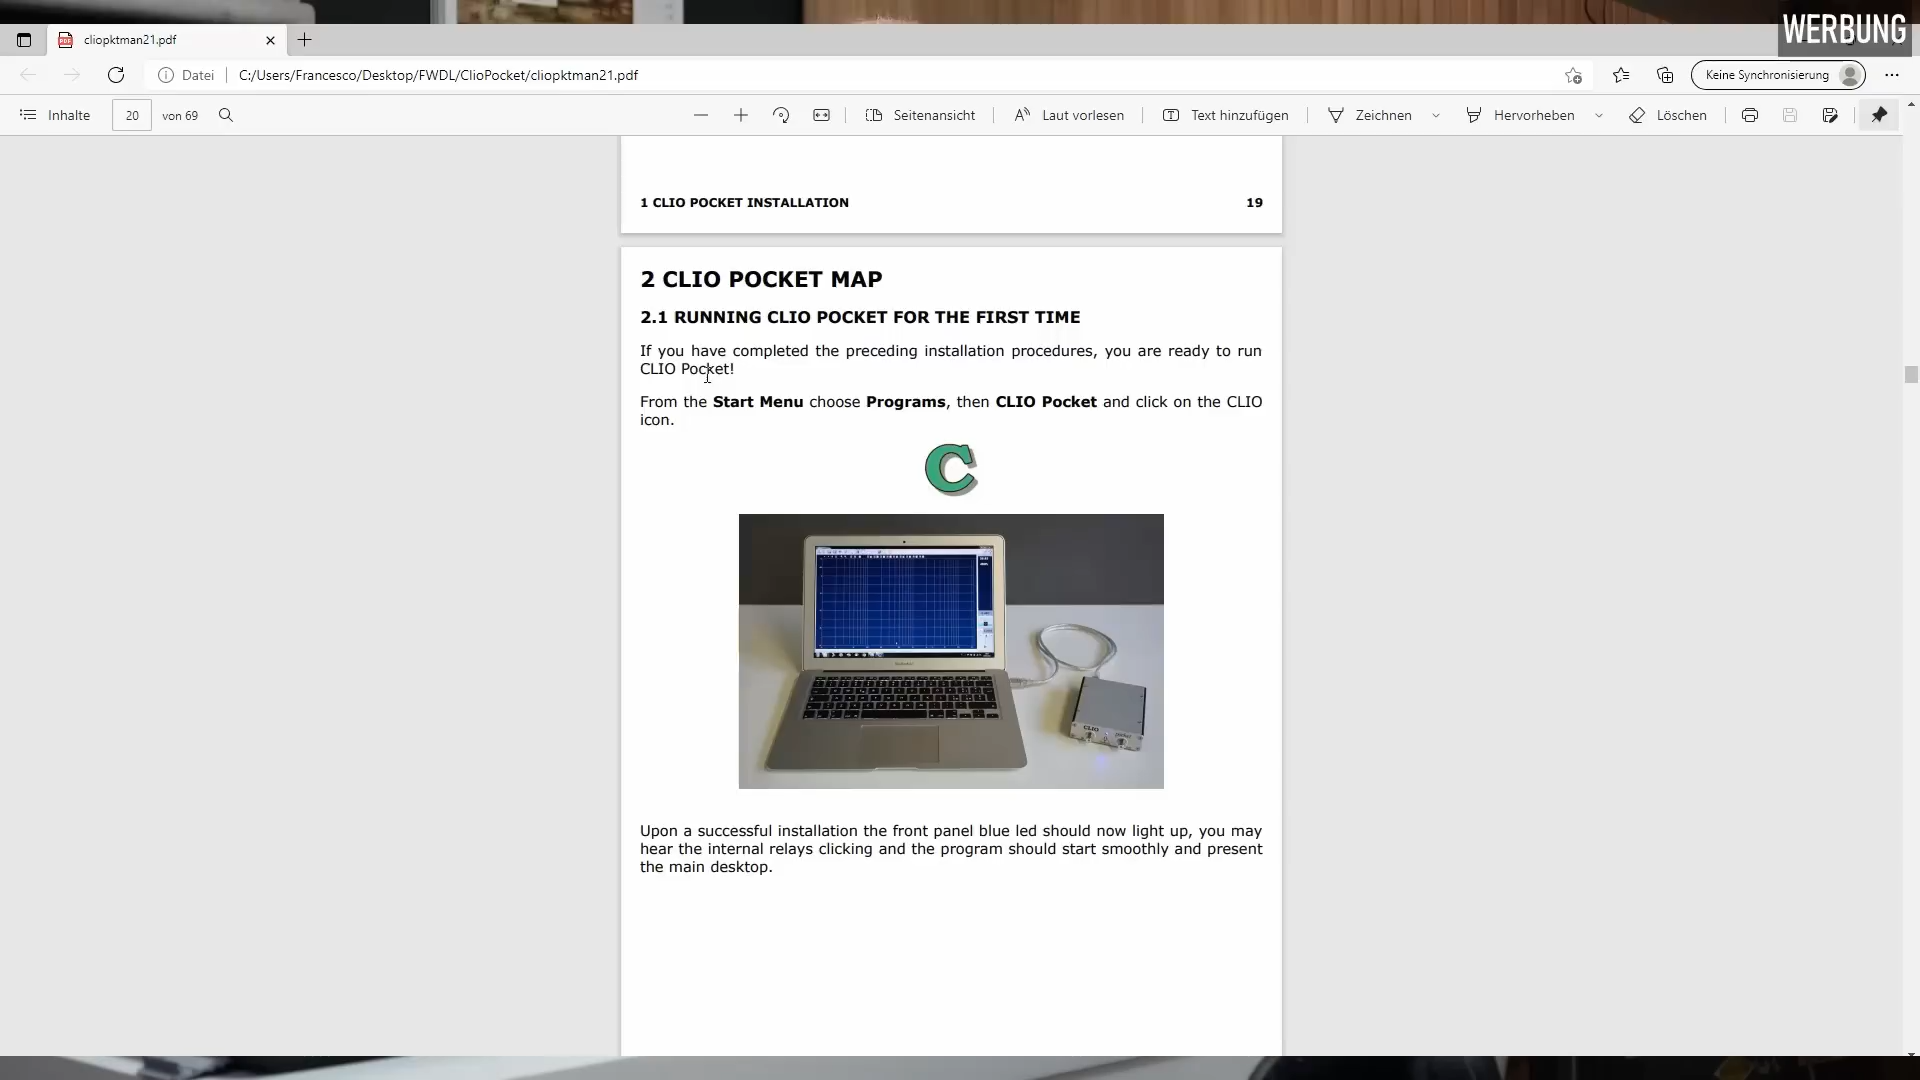 WERBUNG
cliopktman21.pdf
Datei
C:/Users/Francesco/Desktop/FWDL/ClioPocket/cliopktman21.pdf
Keine Synchronisierung
Inhalte
20
von 69
Seitenansicht
Laut vorlesen
Text hinzufügen
Zeichnen
Hervorheben
Löschen
1 CLIO POCKET INSTALLATION 19
2 CLIO POCKET MAP
2.1 RUNNING CLIO POCKET FOR THE FIRST TIME
If you have completed the preceding installation procedures, you are ready to run
CLIO Pocket!
From the Start Menu choose Programs, then CLIO Pocket and click on the CLIO
icon.
C
CLIO
Upon a successful installation the front panel blue led should now light up, you may
hear the internal relays clicking and the program should start smoothly and present
the main desktop.